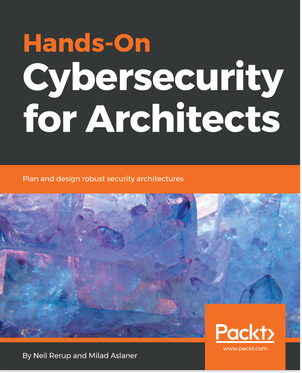 Hands-On
Cybersecurity
for Architects
Plan and design robust security architectures
By Neil Rerup and Milad Aslaner
Packt>
www.packt.com